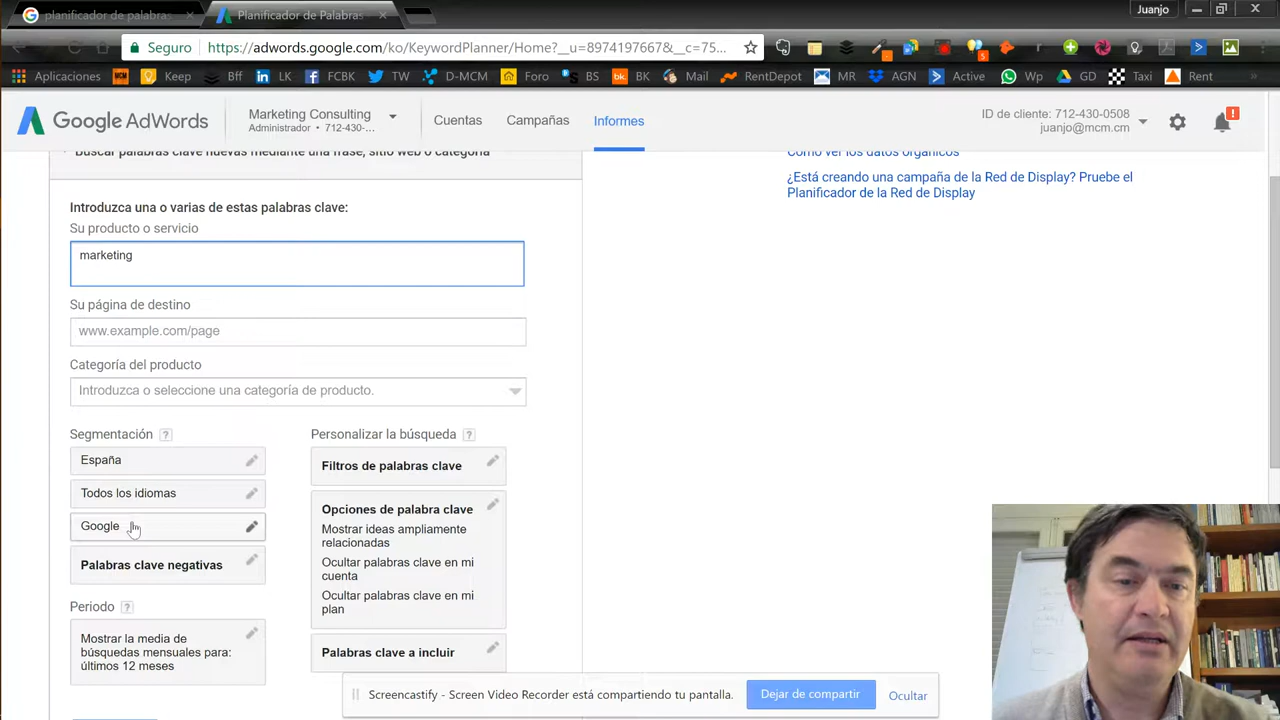 planificador de palabras
Planificador de Palabras
Juanjo
Seguro
https://adwords.google.com/ko/KeywordPlanner/Home?__u=8974197667&__c=75...
Aplicaciones
Keep
Bff
LK
FCBK
TW
D-MCM
Foro
BS
BK
Mail
RentDepot
MR
AGN
Active
Wp
GD
Taxi
Rent
Google AdWords
Marketing Consulting
Administrador • 712-430-...
Cuentas
Campañas
Informes
ID de cliente: 712-430-0508
juanjo@mcm.cm
Buscar palabras clave nuevas mediante una frase, sitio web o categoría
Cómo ver los datos orgánicos
¿Está creando una campaña de la Red de Display? Pruebe el
Planificador de la Red de Display
Introduzca una o varias de estas palabras clave:
Su producto o servicio
marketing
Su página de destino
www.example.com/page
Categoría del producto
Introduzca o seleccione una categoría de producto.
Segmentación ?
España
Todos los idiomas
Google
Palabras clave negativas
Periodo ?
Mostrar la media de
búsquedas mensuales para:
últimos 12 meses
Personalizar la búsqueda ?
Filtros de palabras clave
Opciones de palabra clave
Mostrar ideas ampliamente
relacionadas
Ocultar palabras clave en mi
cuenta
Ocultar palabras clave en mi
plan
Palabras clave a incluir
Screencastify - Screen Video Recorder está compartiendo tu pantalla.
Dejar de compartir
Ocultar